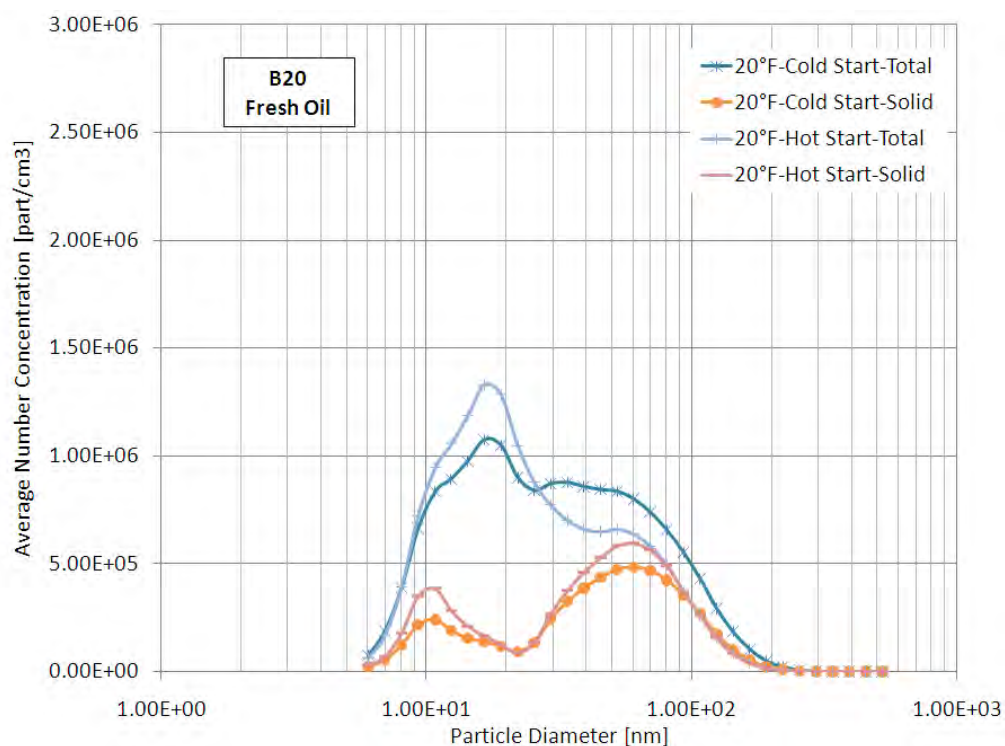 3.00E+06
2.50E+06
2.00E+06
1.50E+06
1.00E+06
5.00E+05
0.00E+00
Average Number Concentration [part/cm3]
B20
Fresh Oil
20°F-Cold Start-Total
20°F-Cold Start-Solid
20°F-Hot Start-Total
20°F-Hot Start-Solid
1.00E+00 1.00E+01 1.00E+02 1.00E+03
Particle Diameter [nm]